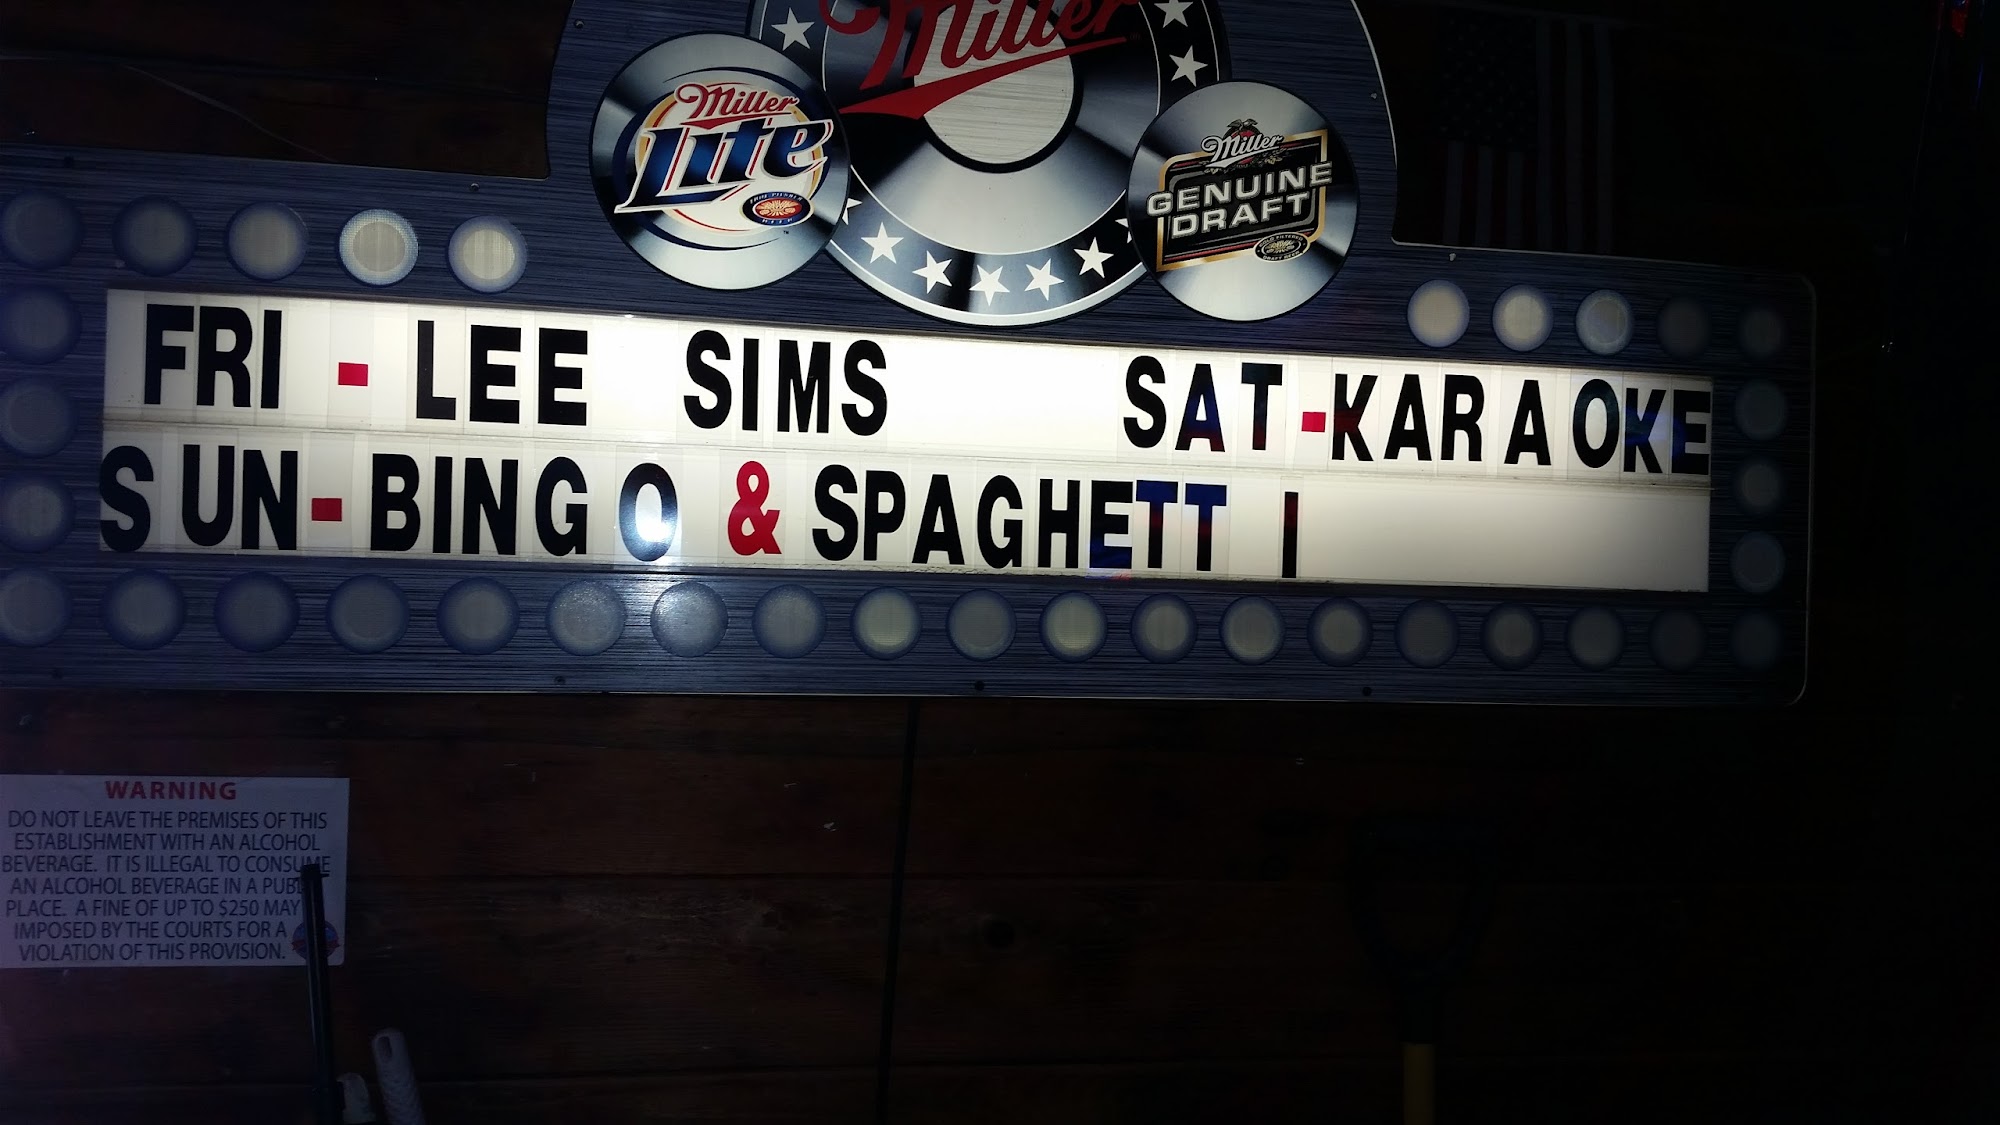 Miller
Miller
Lite
Miller
GENUINE
DRAFT
FRI - LEE SIMS SAT-KARAOKE
SUN-BINGO & SPAGHETTI
WARNING
DO NOT LEAVE THE PREMISES OF THIS
ESTABLISHMENT WITH AN ALCOHOL
BEVERAGE. IT IS ILLEGAL TO CONSUME
AN ALCOHOL BEVERAGE IN A
PLACE. A FINE OF UP TO $250 MAY
IMPOSED BY THE COURTS FOR A
VIOLATION OF THIS PROVISION.